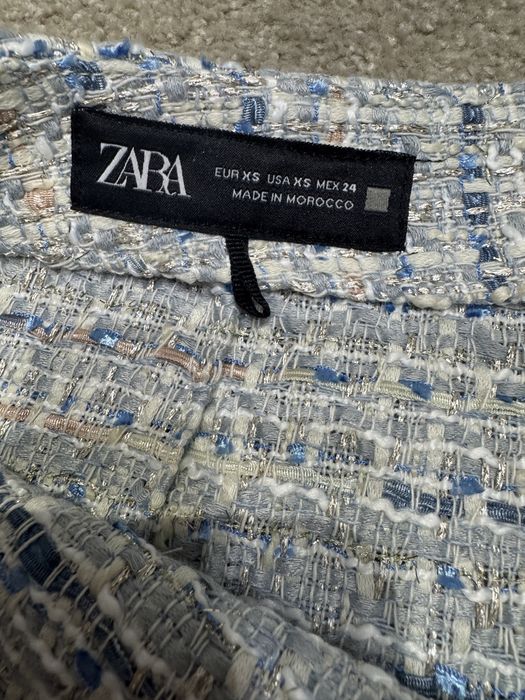 ZARA
EUR XS USA XS MEX 24
MADE IN MOROCCO